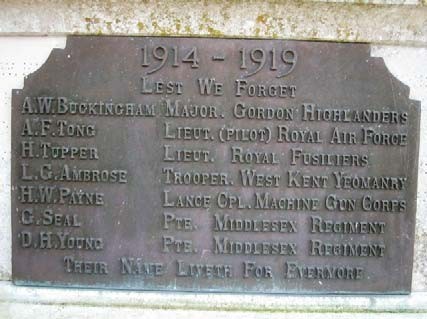 1914 - 1919
LEST WE FORGET
A.W. BUCKINGHAM MAJOR. GORDON HIGHLANDERS
A.F. TONG LIEUT. (PILOT) ROYAL AIR FORCE
H. TUPPER LIEUT. ROYAL FUSILIERS
L.G. AMBROSE TROOPER. WEST KENT YEOMANRY
H.W. PAYNE LANCE CPL. MACHINE GUN CORPS
G. SEAL PTE. MIDDLESEX REGIMENT
D.H. YOUNG PTE. MIDDLESEX REGIMENT
THEIR NAME LIVETH FOR EVERMORE